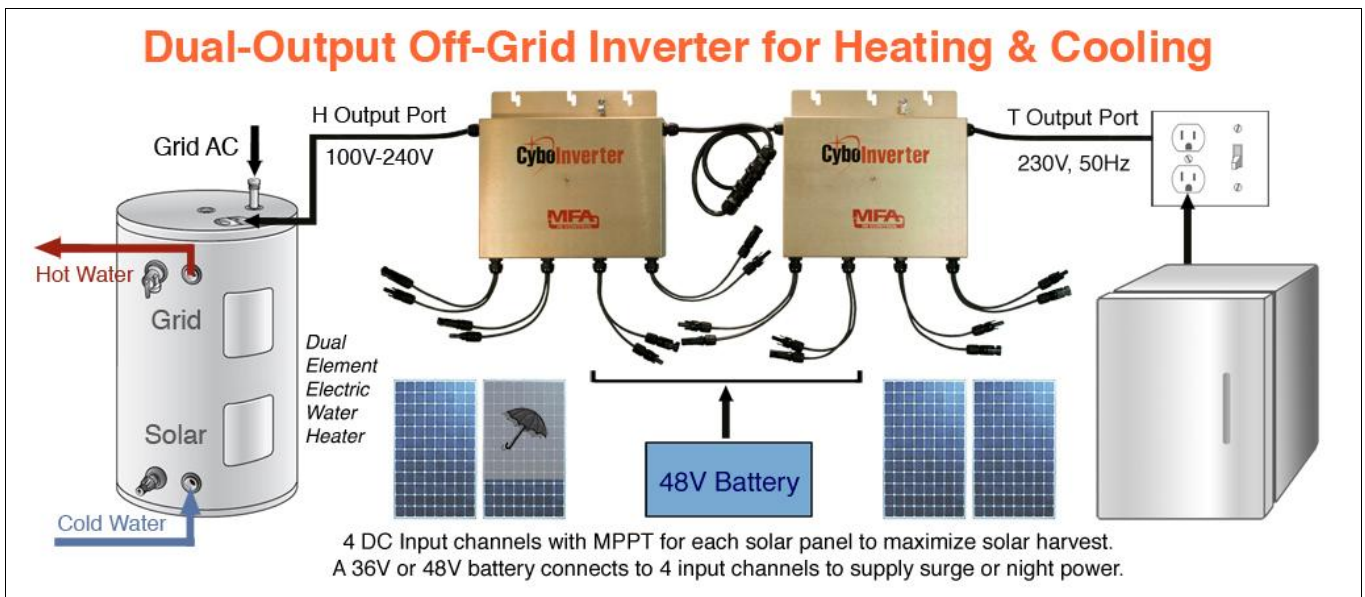 Dual-Output Off-Grid Inverter for Heating & Cooling
Grid AC
H Output Port
100V-240V
CyboInverter
MFA
CyboInverter
MFA
T Output Port
230V, 50Hz
Hot Water
Grid
Solar
Dual
Element
Electric
Water
Heater
Cold Water
48V Battery
4 DC Input channels with MPPT for each solar panel to maximize solar harvest.
A 36V or 48V battery connects to 4 input channels to supply surge or night power.